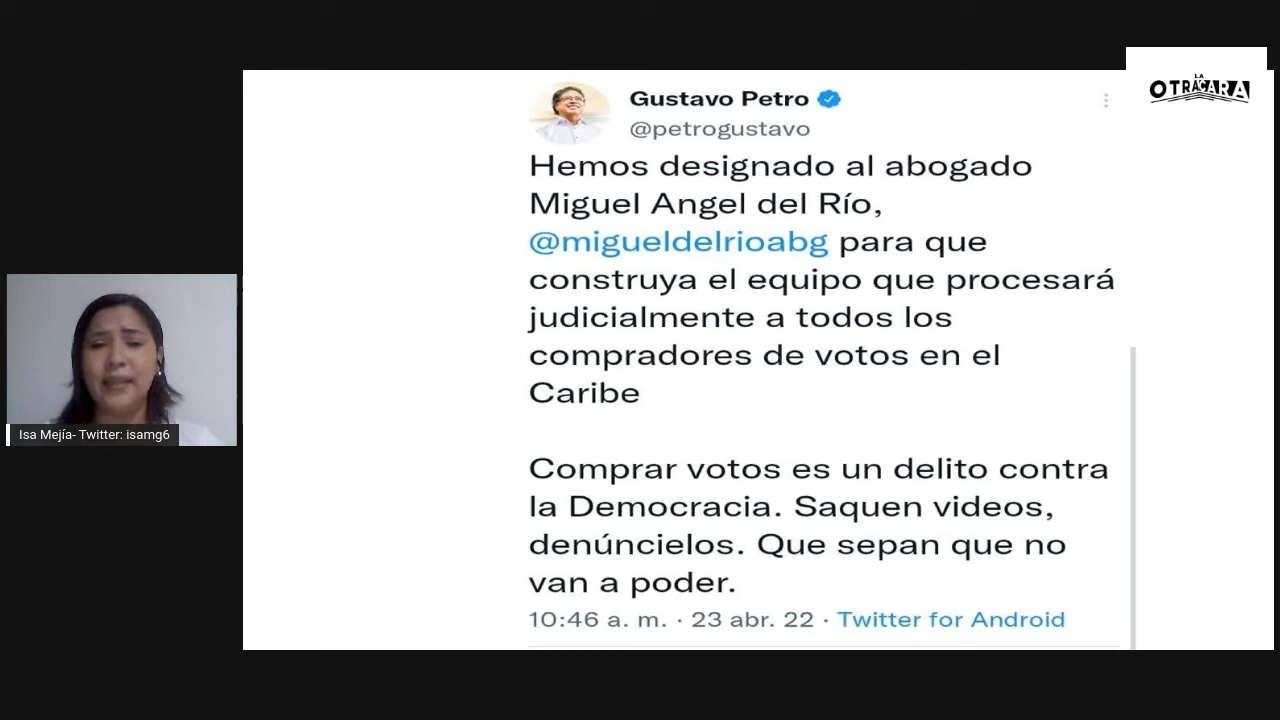 LA
OTRACARA
Gustavo Petro
@petrogustavo
Hemos designado al abogado
Miguel Angel del Río,
@migueldelrioabg para que
construya el equipo que procesará
judicialmente a todos los
compradores de votos en el
Caribe
Comprar votos es un delito contra
la Democracia. Saquen videos,
denúncielos. Que sepan que no
van a poder.
10:46 a. m. · 23 abr. 22 · Twitter for Android
Isa Mejía- Twitter: isamg6